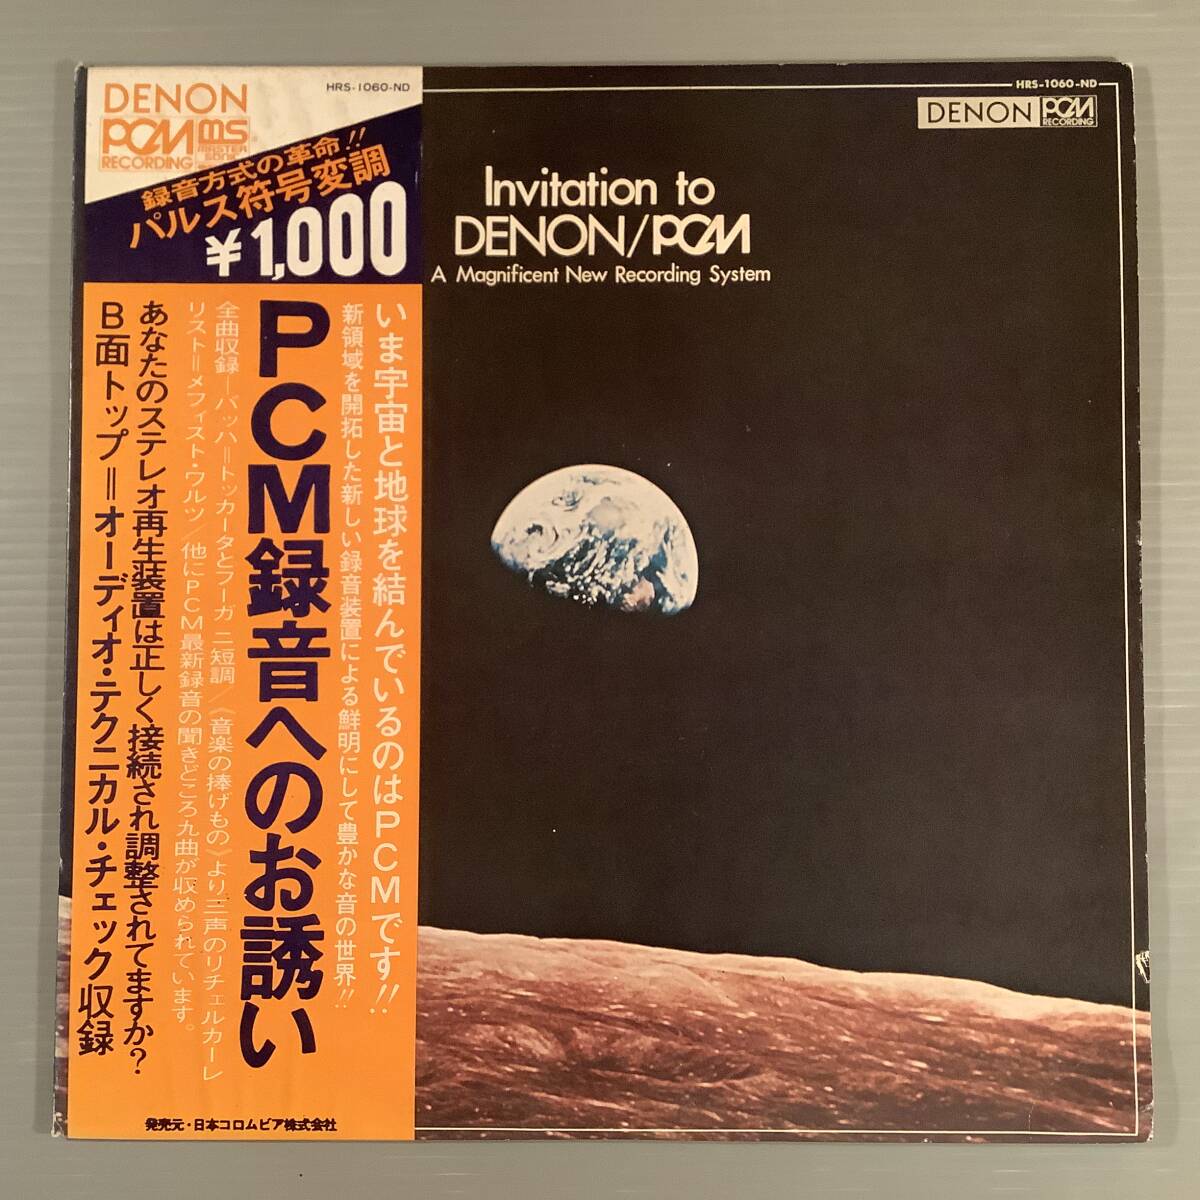 DENON
PCM
RECORDING
MS
MASTER
SONIC
HRS-1060-ND
録音方式の革命!!
パルス符号変調
¥1,000
いま宇宙と地球を結んでいるのはPCMです!!
新領域を開拓した新しい録音装置による鮮明にして豊かな音の世界!!
PCM録音へのお誘い
全曲収録—バッハ=トッカータとフーガ ニ短調/《音楽の捧げもの》より三声のリチェルカーレ
リスト=メフィスト・ワルツ/他にPCM最新録音の聞きどころ九曲が収められています。
あなたのステレオ再生装置は正しく接続され調整されてますか?
B面トップ=オーディオ・テクニカル・チェック収録
発売元・日本コロムビア株式会社
HRS-1060-ND
DENON PCM
RECORDING
Invitation to
DENON/PCM
A Magnificent New Recording System